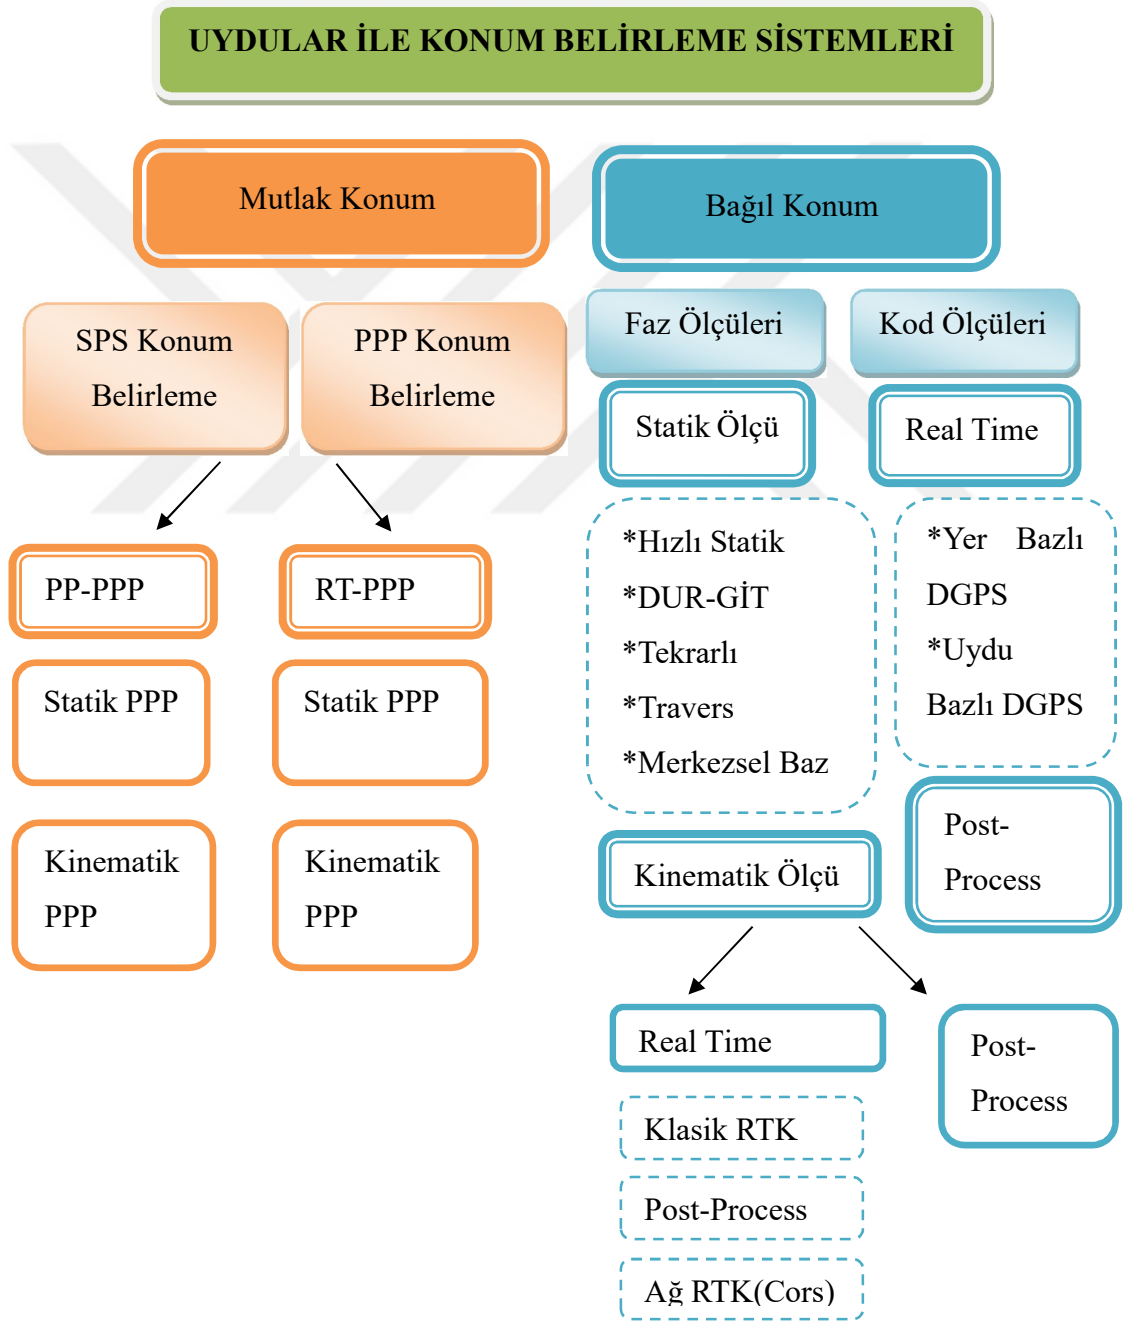 UYDULAR İLE KONUM BELİRLEME SİSTEMLERİ
Mutlak Konum
Bağıl Konum
SPS Konum
Belirleme
PPP Konum
Belirleme
Faz Ölçüleri
Kod Ölçüleri
Statik Ölçü
Real Time
PP-PPP
RT-PPP
Statik PPP
Statik PPP
Kinematik
PPP
Kinematik
PPP
*Hızlı Statik
*DUR-GİT
*Tekrarlı
*Travers
*Merkezsel Baz
*Yer Bazlı
DGPS
*Uydu
Bazlı DGPS
Post-
Process
Kinematik Ölçü
Real Time
Post-
Process
Klasik RTK
Post-Process
Ağ RTK(Cors)